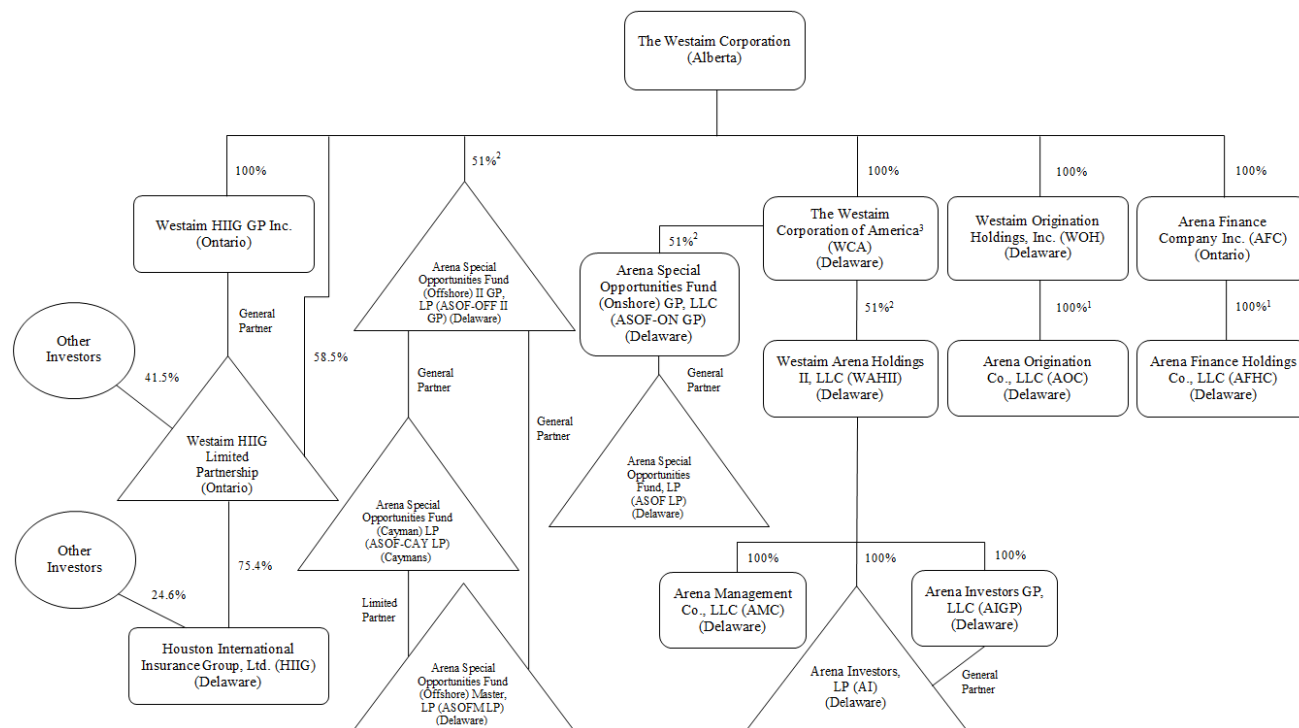 The Westaim Corporation
(Alberta)
100%
51%2
100%
100%
100%
Westaim HIIG GP Inc.
(Ontario)
The Westaim
Corporation of America3
(WCA)
(Delaware)
Westaim Origination
Holdings, Inc. (WOH)
(Delaware)
Arena Finance
Company Inc. (AFC)
(Ontario)
51%2
Arena Special
Opportunities Fund
(Offshore) II GP,
LP (ASOF-OFF II
GP) (Delaware)
Arena Special
Opportunities Fund
(Onshore) GP, LLC
(ASOF-ON GP)
(Delaware)
General
Partner
51%2
100%1
100%1
Other
Investors
58.5%
41.5%
General
Partner
General
Partner
General
Partner
Westaim Arena Holdings
II, LLC (WAHII)
(Delaware)
Arena Origination
Co., LLC (AOC)
(Delaware)
Arena Finance Holdings
Co., LLC (AFHC)
(Delaware)
Westaim HIIG
Limited
Partnership
(Ontario)
Arena Special
Opportunities
Fund, LP
(ASOF LP)
(Delaware)
Arena Special
Opportunities Fund
(Cayman) LP
(ASOF-CAY LP)
(Caymans)
Other
Investors
75.4%
24.6%
100%
100%
100%
Limited
Partner
Arena Management
Co., LLC (AMC)
(Delaware)
Arena Investors GP,
LLC (AIGP)
(Delaware)
Houston International
Insurance Group, Ltd. (HIIG)
(Delaware)
Arena Special
Opportunities Fund
(Offshore) Master,
LP (ASOFM LP)
(Delaware)
Arena Investors,
LP (AI)
(Delaware)
General
Partner